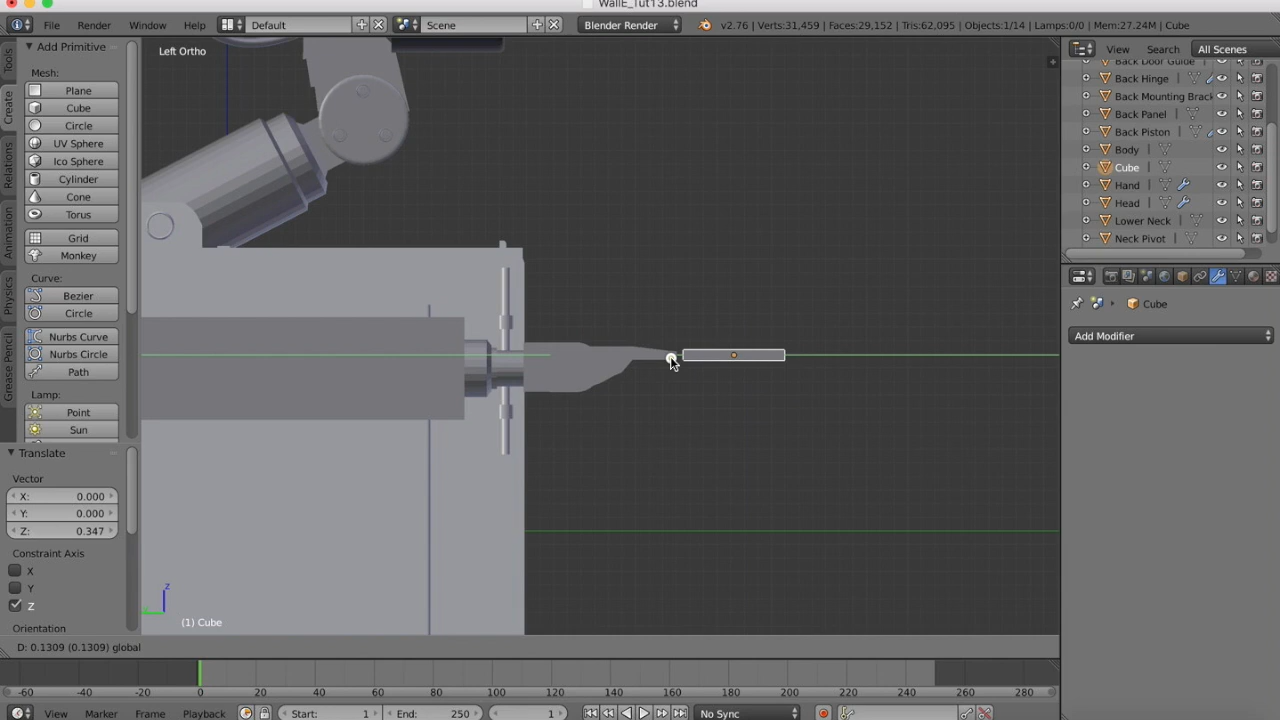 WallE_Tut13.blend
File Render Window Help Default Scene Blender Render v2.76 | Verts:31,459 | Faces:29,152 | Tris:62,095 | Objects:1/14 | Lamps:0/0 | Mem:27.24M | Cube
Tools
Create
Relations
Animation
Physics
Grease Pencil
Add Primitive
Mesh:
Plane
Cube
Circle
UV Sphere
Ico Sphere
Cylinder
Cone
Torus
Grid
Monkey
Curve:
Bezier
Circle
Nurbs Curve
Nurbs Circle
Path
Lamp:
Point
Sun
Translate
Vector
X: 0.000
Y: 0.000
Z: 0.347
Constraint Axis
X
Y
Z
Orientation
Left Ortho
z
(1) Cube
D: 0.1309 (0.1309) global
View Search All Scenes
Back Door Guide
Back Hinge
Back Mounting Brack
Back Panel
Back Piston
Body
Cube
Hand
Head
Lower Neck
Neck Pivot
Cube
Add Modifier
-60 -40 -20 0 20 40 60 80 100 120 140 160 180 200 220 240 260 280
View Marker Frame Playback Start: 1 End: 250 1 No Sync